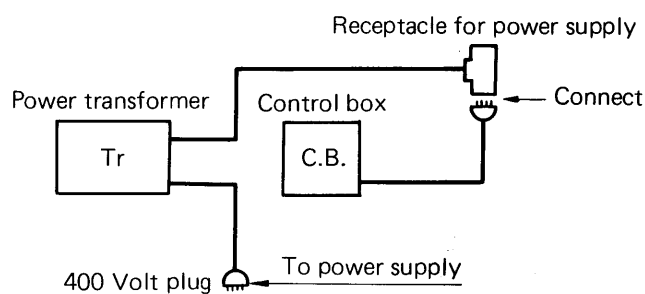 Receptacle for power supply
Power transformer
Control box
Connect
Tr
C.B.
400 Volt plug
To power supply